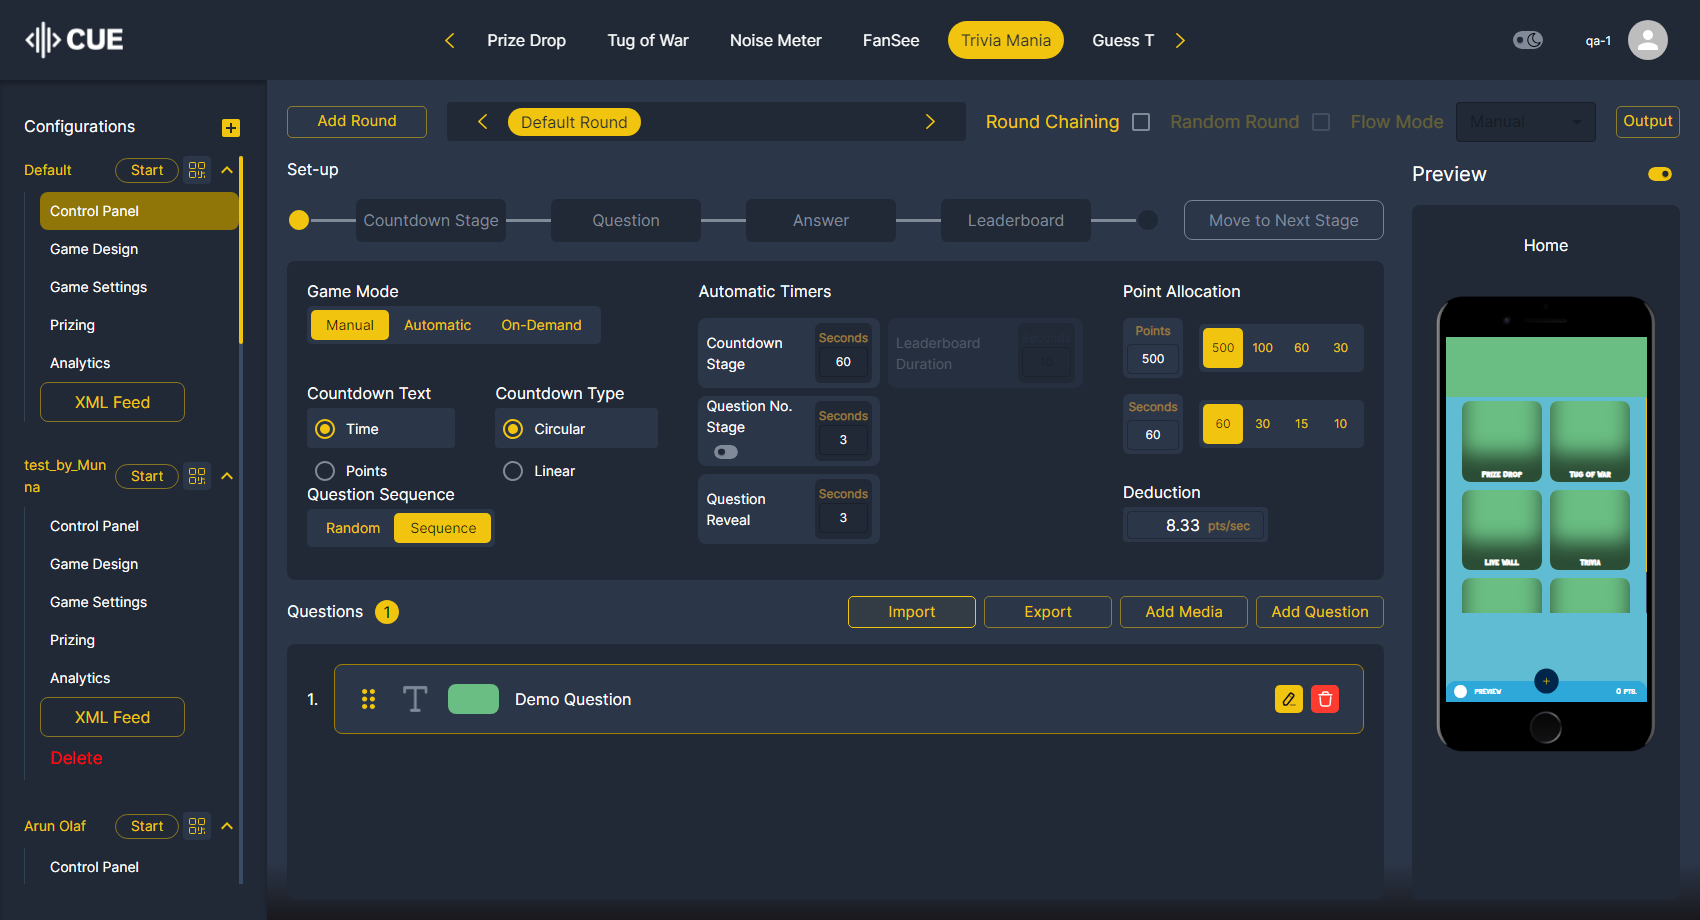 CUE
Prize Drop
Tug of War
Noise Meter
FanSee
Trivia Mania
Guess T
qa-1
Configurations
Default
Start
Control Panel
Game Design
Game Settings
Prizing
Analytics
XML Feed
test_by_Mun
na
Start
Control Panel
Game Design
Game Settings
Prizing
Analytics
XML Feed
Delete
Arun Olaf
Start
Control Panel
Add Round
Default Round
Round Chaining
Random Round
Flow Mode
Manual
Output
Set-up
Countdown Stage
Question
Answer
Leaderboard
Move to Next Stage
Game Mode
Manual
Automatic
On-Demand
Countdown Text
Time
Points
Countdown Type
Circular
Linear
Question Sequence
Random
Sequence
Automatic Timers
Countdown
Stage
Seconds
60
Leaderboard
Duration
Seconds
10
Question No.
Stage
Seconds
3
Question
Reveal
Seconds
3
Point Allocation
Points
500
500
100
60
30
Seconds
60
60
30
15
10
Deduction
8.33 pts/sec
Questions 1
Import
Export
Add Media
Add Question
1.
T
Demo Question
Preview
Home
PRIZE DROP
TUG OF WAR
LIVE WALL
TRIVIA
PREVIEW
0 PTS.